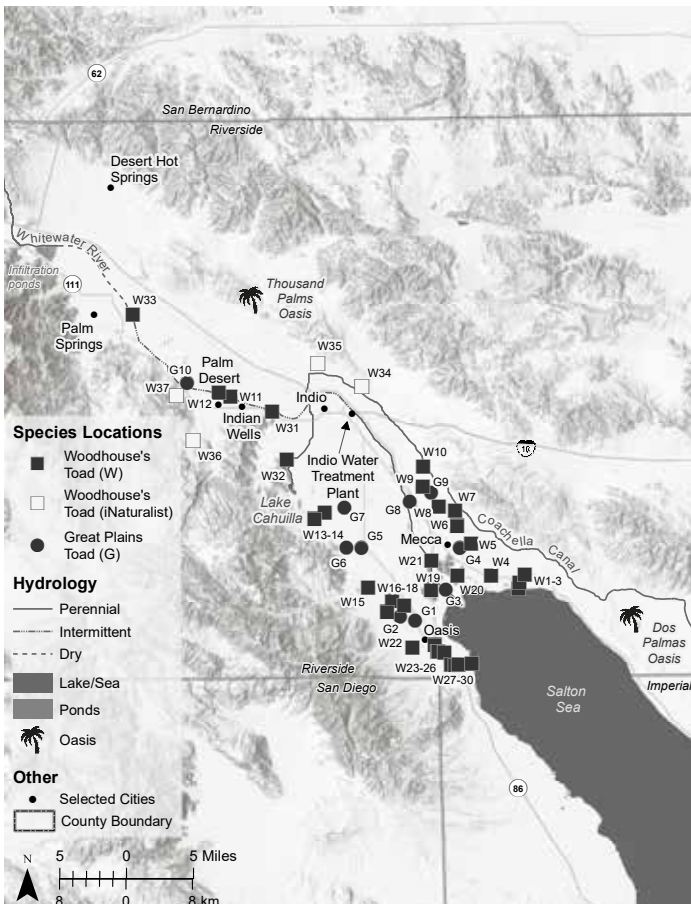 62
San Bernardino
Riverside
Desert Hot
Springs
Whitewater River
Infiltration
ponds
111
Thousand
Palms
Oasis
W33
Palm
Springs
W35
W34
G10
Palm
Desert
W37
W12
W11
Indian
Wells
W31
Indio
10
W36
Indio Water
Treatment
Plant
W32
Lake
Cahuilla
W10
W9
G9
G8
W8
W7
W6
G7
W13-14
Coachella Canal
Mecca
W5
G4
G5
G6
W21
W4
W1-3
W19
W20
G3
W15
W16-18
G1
G2
Oasis
W22
W23-26
W27-30
Dos
Palmas
Oasis
Riverside
San Diego
Imperial
Salton
Sea
86
Species Locations
Woodhouse's
Toad (W)
Woodhouse's
Toad (iNaturalist)
Great Plains
Toad (G)
Hydrology
Perennial
Intermittent
Dry
Lake/Sea
Ponds
Oasis
Other
Selected Cities
County Boundary
N
5 0 5 Miles
8 0 8 km